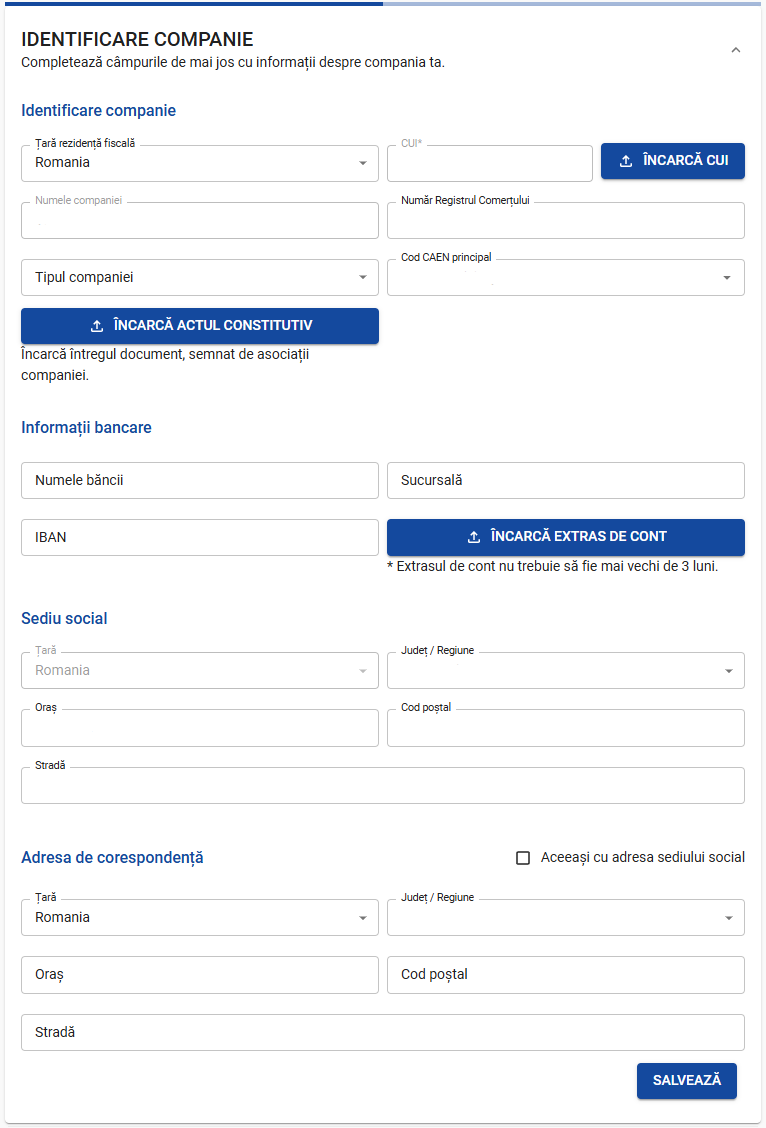 IDENTIFICARE COMPANIE
Completează câmpurile de mai jos cu informații despre compania ta.
Identificare companie
Țară rezidență fiscală
Romania
CUI*
ÎNCARCĂ CUI
Numele companiei
Număr Registrul Comerțului
Tipul companiei
Cod CAEN principal
ÎNCARCĂ ACTUL CONSTITUTIV
Încarcă întregul document, semnat de asociații
companiei.
Informații bancare
Numele băncii
Sucursală
IBAN
ÎNCARCĂ EXTRAS DE CONT
* Extrasul de cont nu trebuie să fie mai vechi de 3 luni.
Sediu social
Țară
Romania
Județ / Regiune
Oraș
Cod poștal
Stradă
Adresa de corespondență
Aceeași cu adresa sediului social
Țară
Romania
Județ / Regiune
Oraș
Cod poștal
Stradă
SALVEAZĂ